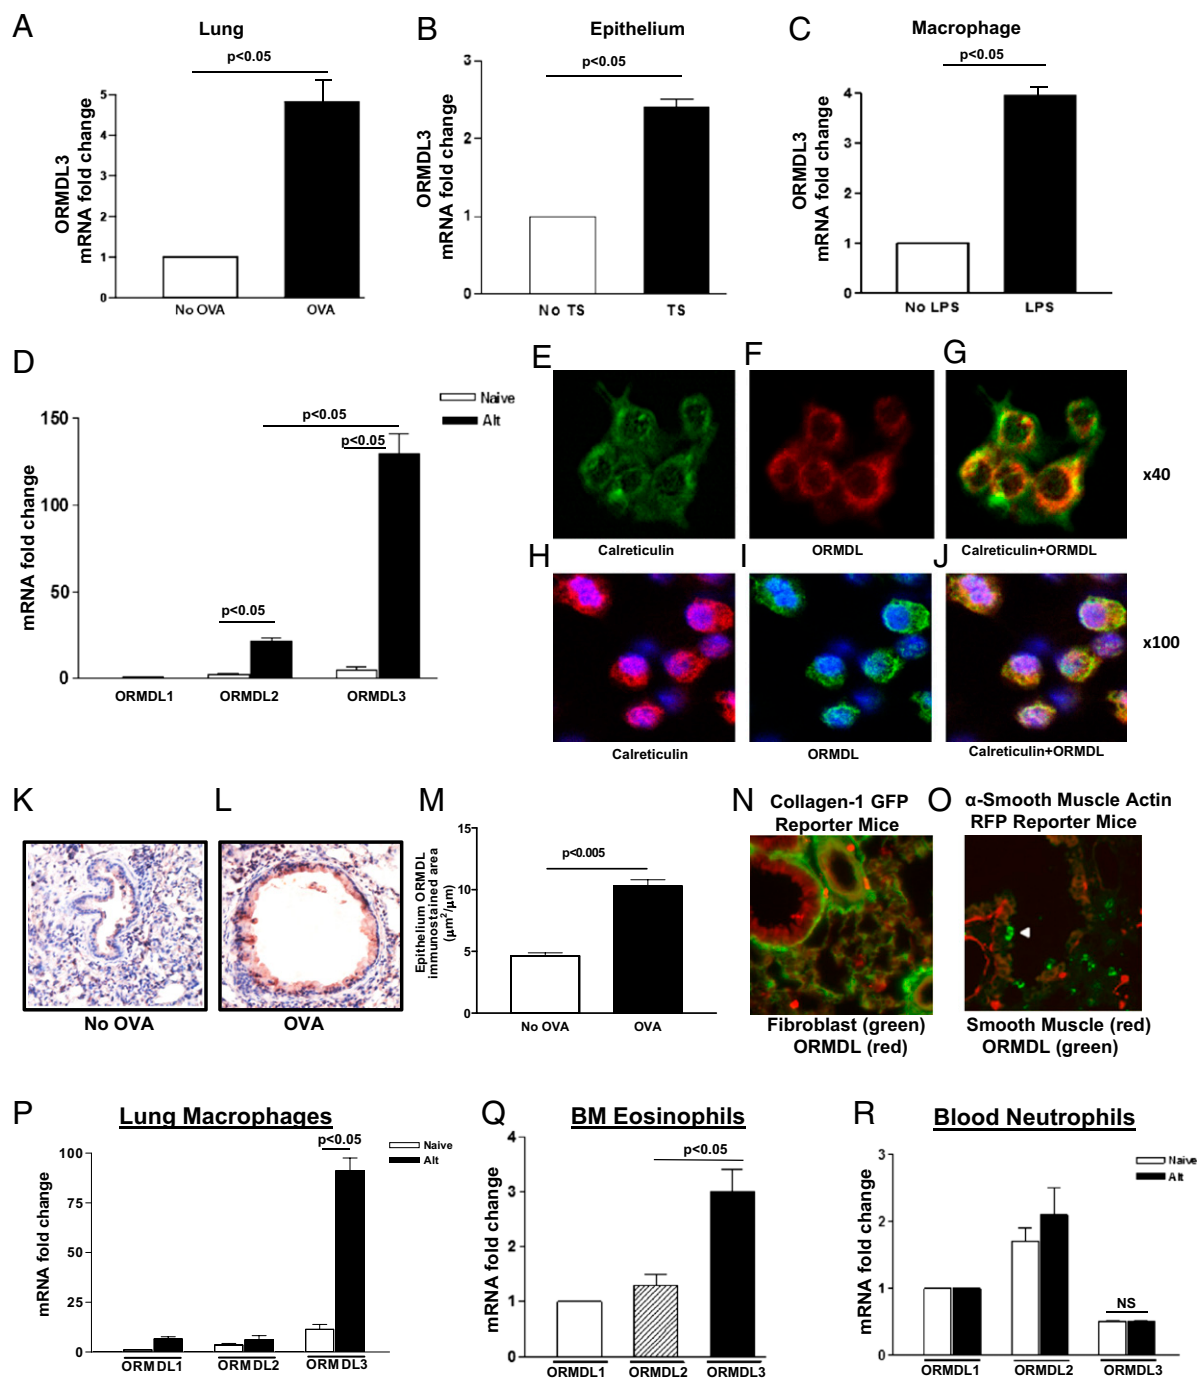 A
Lung
p<0.05
ORMDL3
mRNA fold change
5
4
3
2
1
0
No OVA
OVA
B
Epithelium
p<0.05
ORMDL3
mRNA fold change
3
2
1
0
No TS
TS
C
Macrophage
p<0.05
ORMDL3
mRNA fold change
4
3
2
1
0
No LPS
LPS
D
Naive
Alt
p<0.05
p<0.05
p<0.05
mRNA fold change
150
100
50
0
ORMDL1
ORMDL2
ORMDL3
E
F
G
x40
Calreticulin
ORMDL
Calreticulin+ORMDL
H
I
J
x100
Calreticulin
ORMDL
Calreticulin+ORMDL
K
No OVA
L
OVA
M
p<0.005
Epithelium ORMDL
immunostained area
(µm²/µm)
15
10
5
0
No OVA
OVA
N
Collagen-1 GFP
Reporter Mice
Fibroblast (green)
ORMDL (red)
O
α-Smooth Muscle Actin
RFP Reporter Mice
Smooth Muscle (red)
ORMDL (green)
P
Lung Macrophages
Naive
Alt
p<0.05
mRNA fold change
100
75
50
25
0
ORMDL1
ORMDL2
ORMDL3
Q
BM Eosinophils
p<0.05
mRNA fold change
4
3
2
1
0
ORMDL1
ORMDL2
ORMDL3
R
Blood Neutrophils
Naive
Alt
NS
mRNA fold change
3
2
1
0
ORMDL1
ORMDL2
ORMDL3